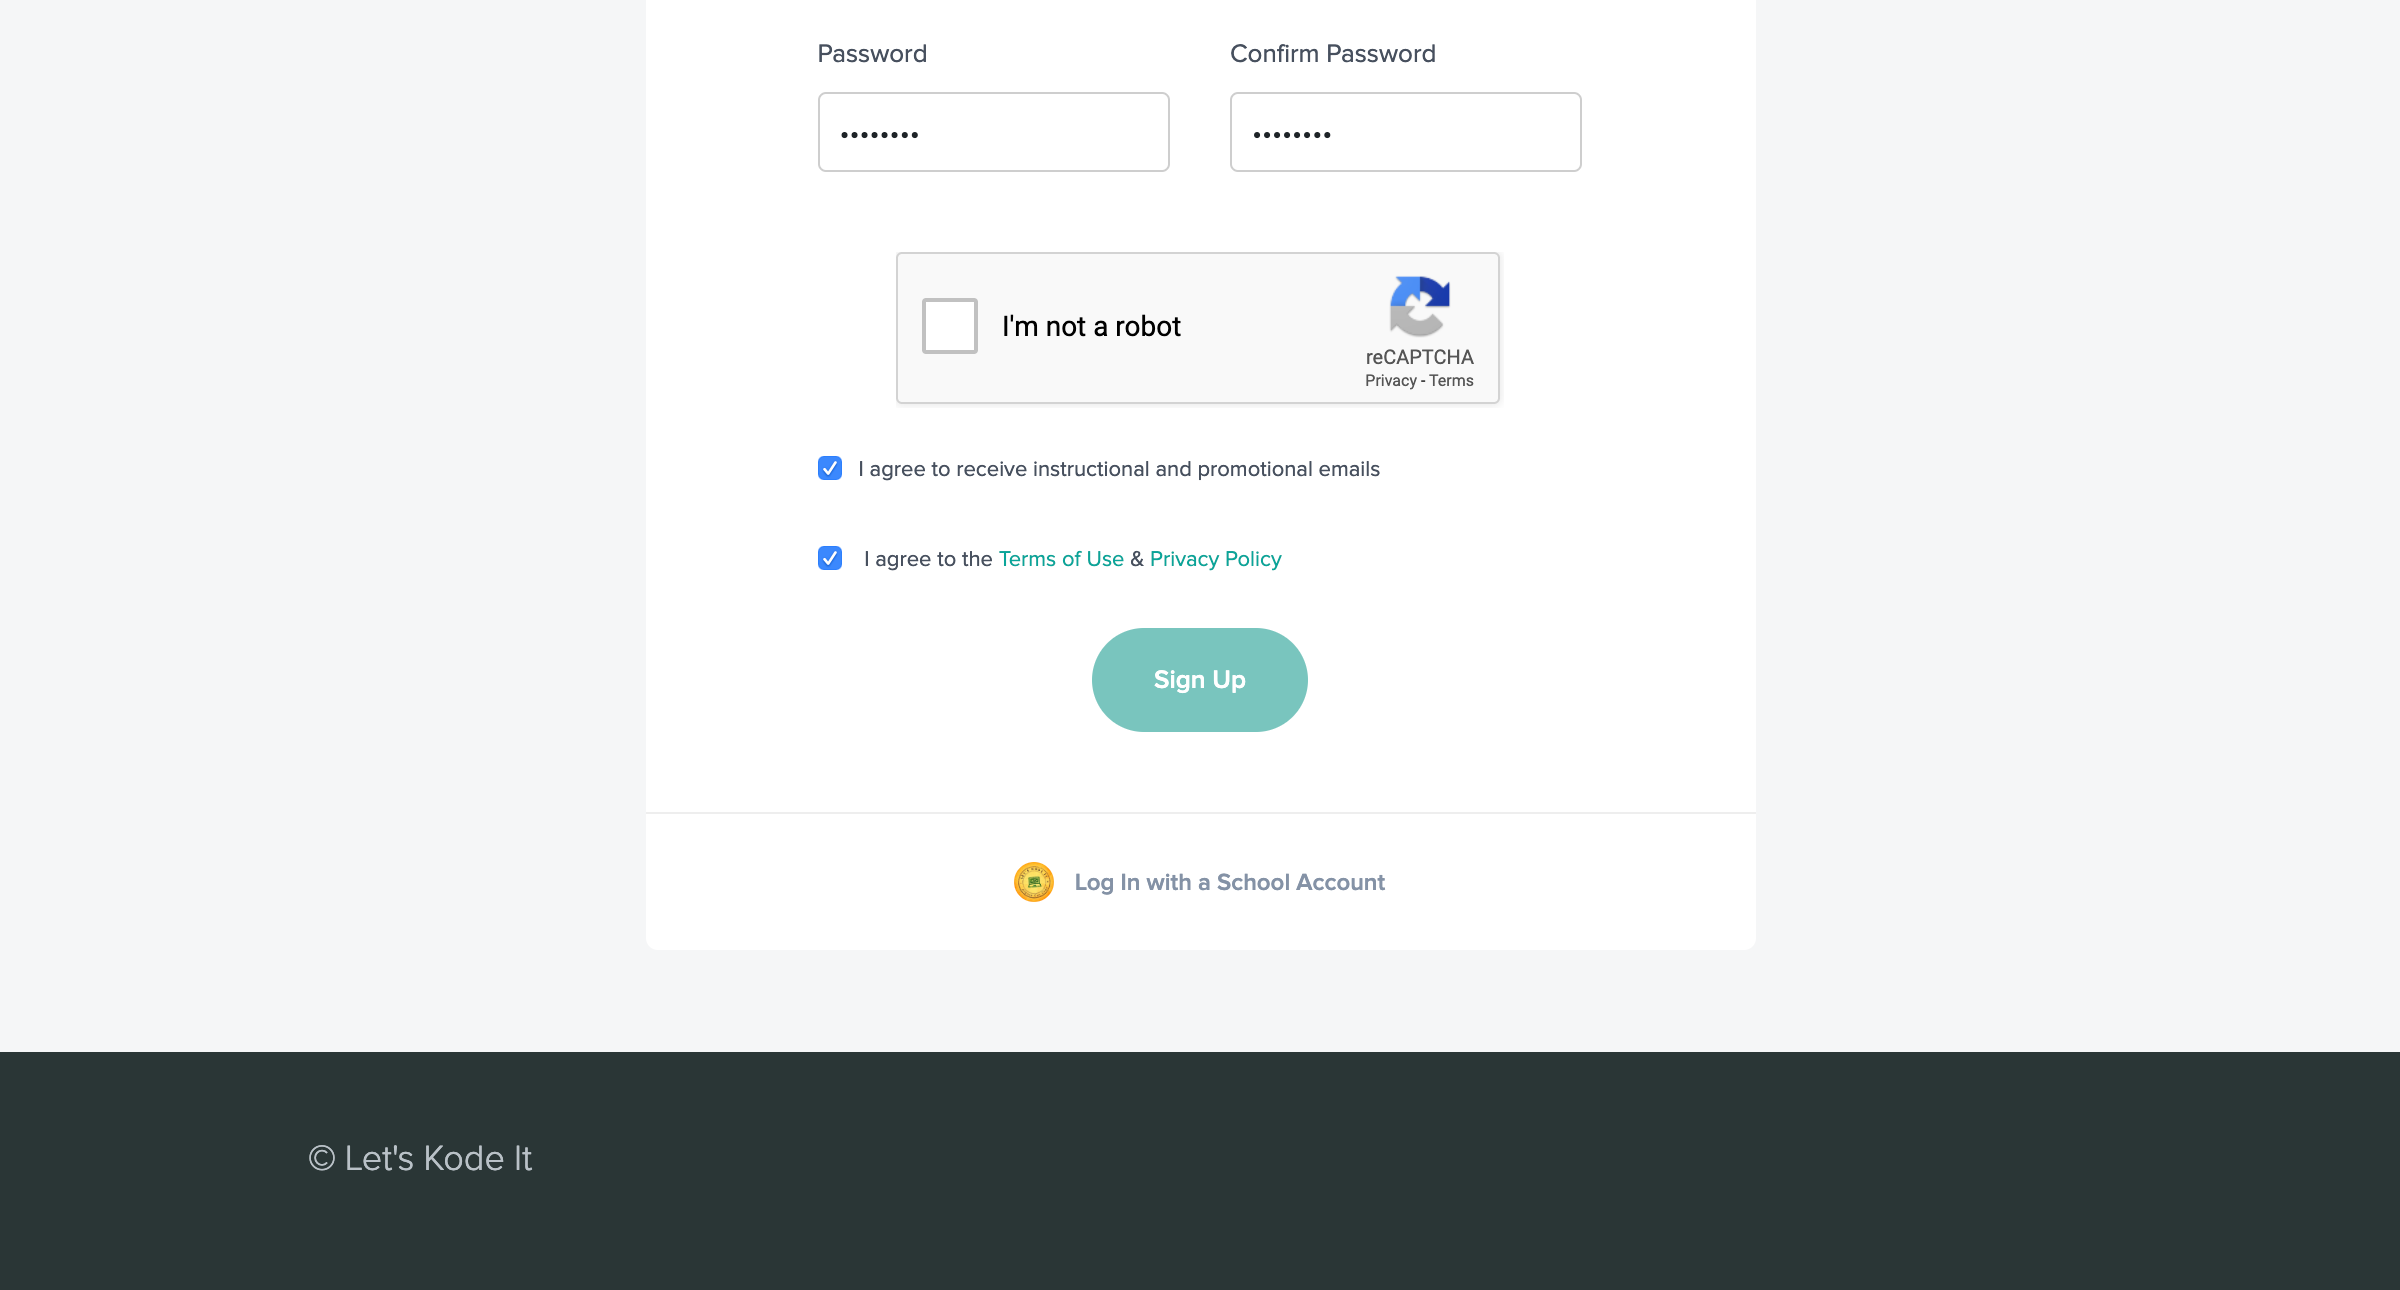 Password
Confirm Password
••••••••
••••••••
I'm not a robot
reCAPTCHA
Privacy - Terms
I agree to receive instructional and promotional emails
I agree to the Terms of Use & Privacy Policy
Sign Up
Log In with a School Account
© Let's Kode It